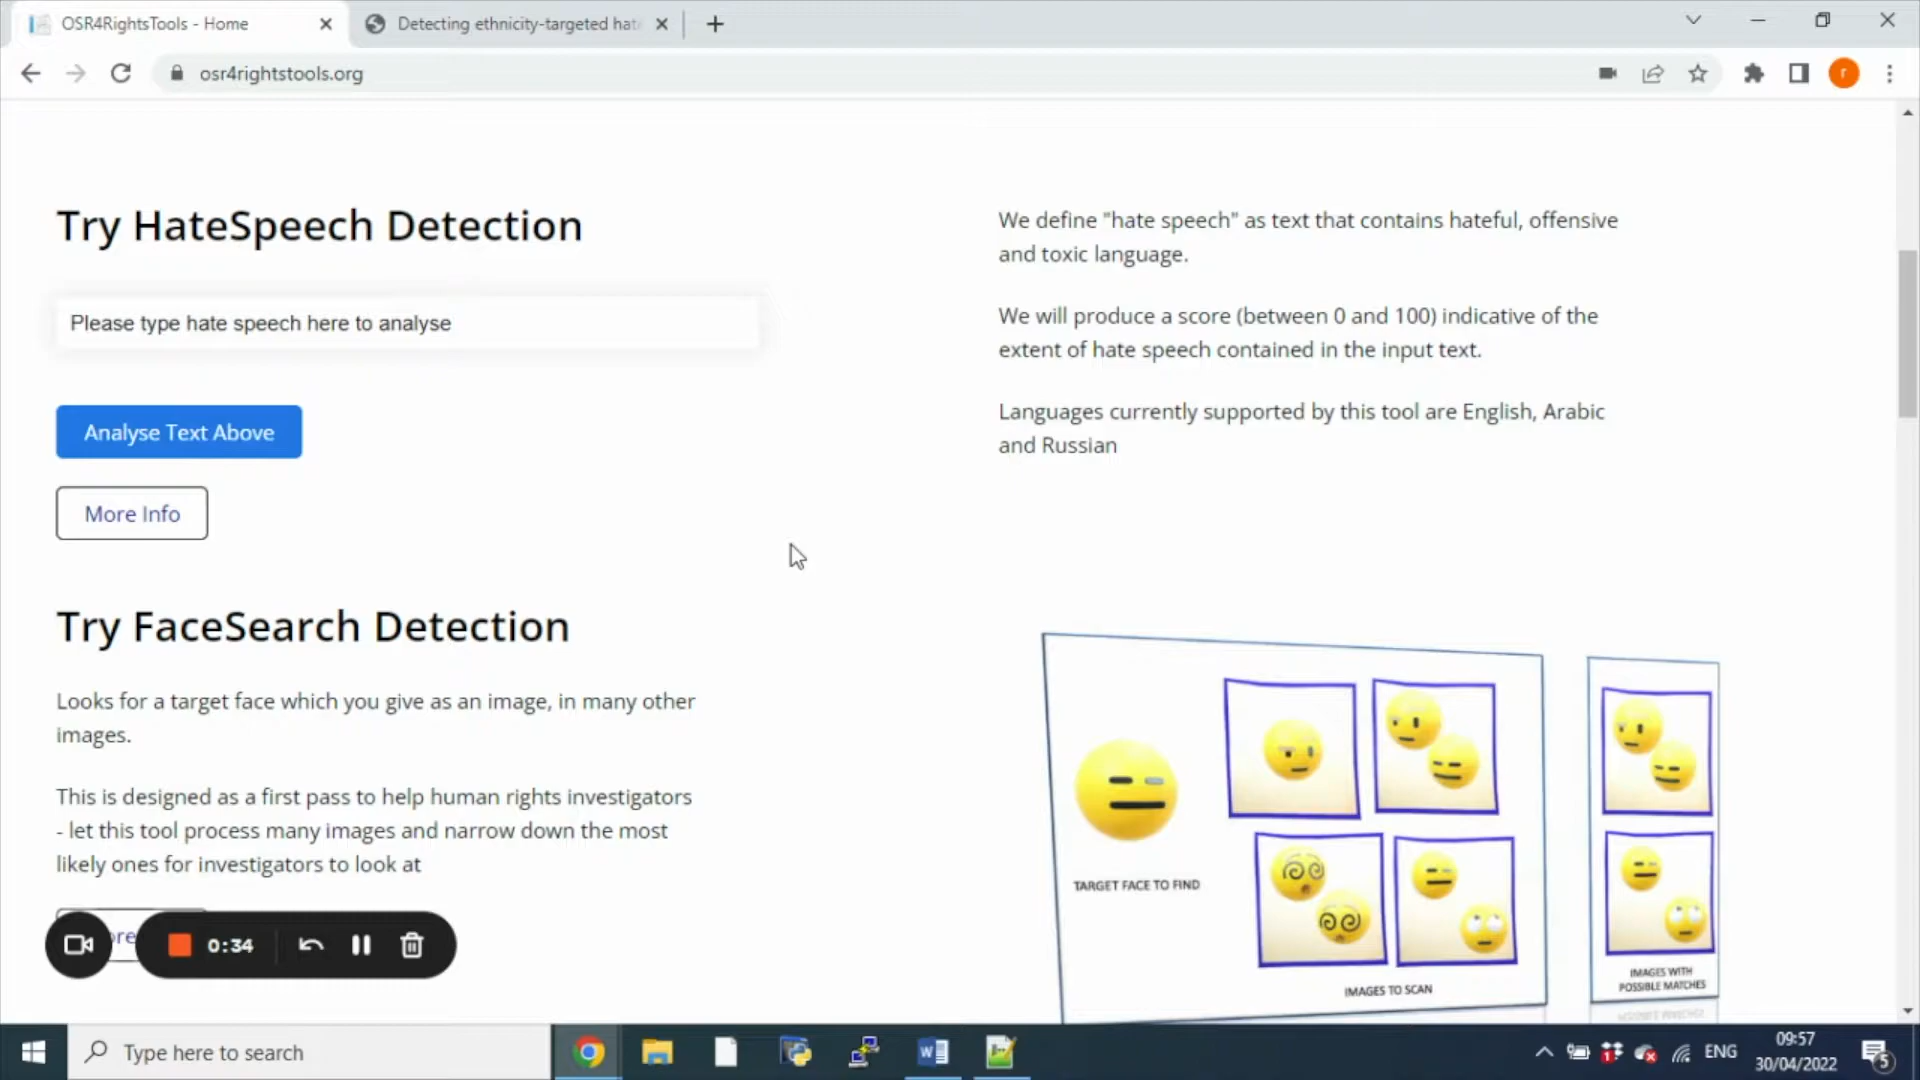 OSR4RightsTools - Home
Detecting ethnicity-targeted hat
osr4rightstools.org
r
Try HateSpeech Detection
Please type hate speech here to analyse
Analyse Text Above
More Info
We define "hate speech" as text that contains hateful, offensive
and toxic language.
We will produce a score (between 0 and 100) indicative of the
extent of hate speech contained in the input text.
Languages currently supported by this tool are English, Arabic
and Russian
Try FaceSearch Detection
Looks for a target face which you give as an image, in many other
images.
This is designed as a first pass to help human rights investigators
- let this tool process many images and narrow down the most
likely ones for investigators to look at
ore
0:34
TARGET FACE TO FIND
IMAGES TO SCAN
IMAGES WITH
POSSIBLE MATCHES
Type here to search
ENG
09:57
30/04/2022
5